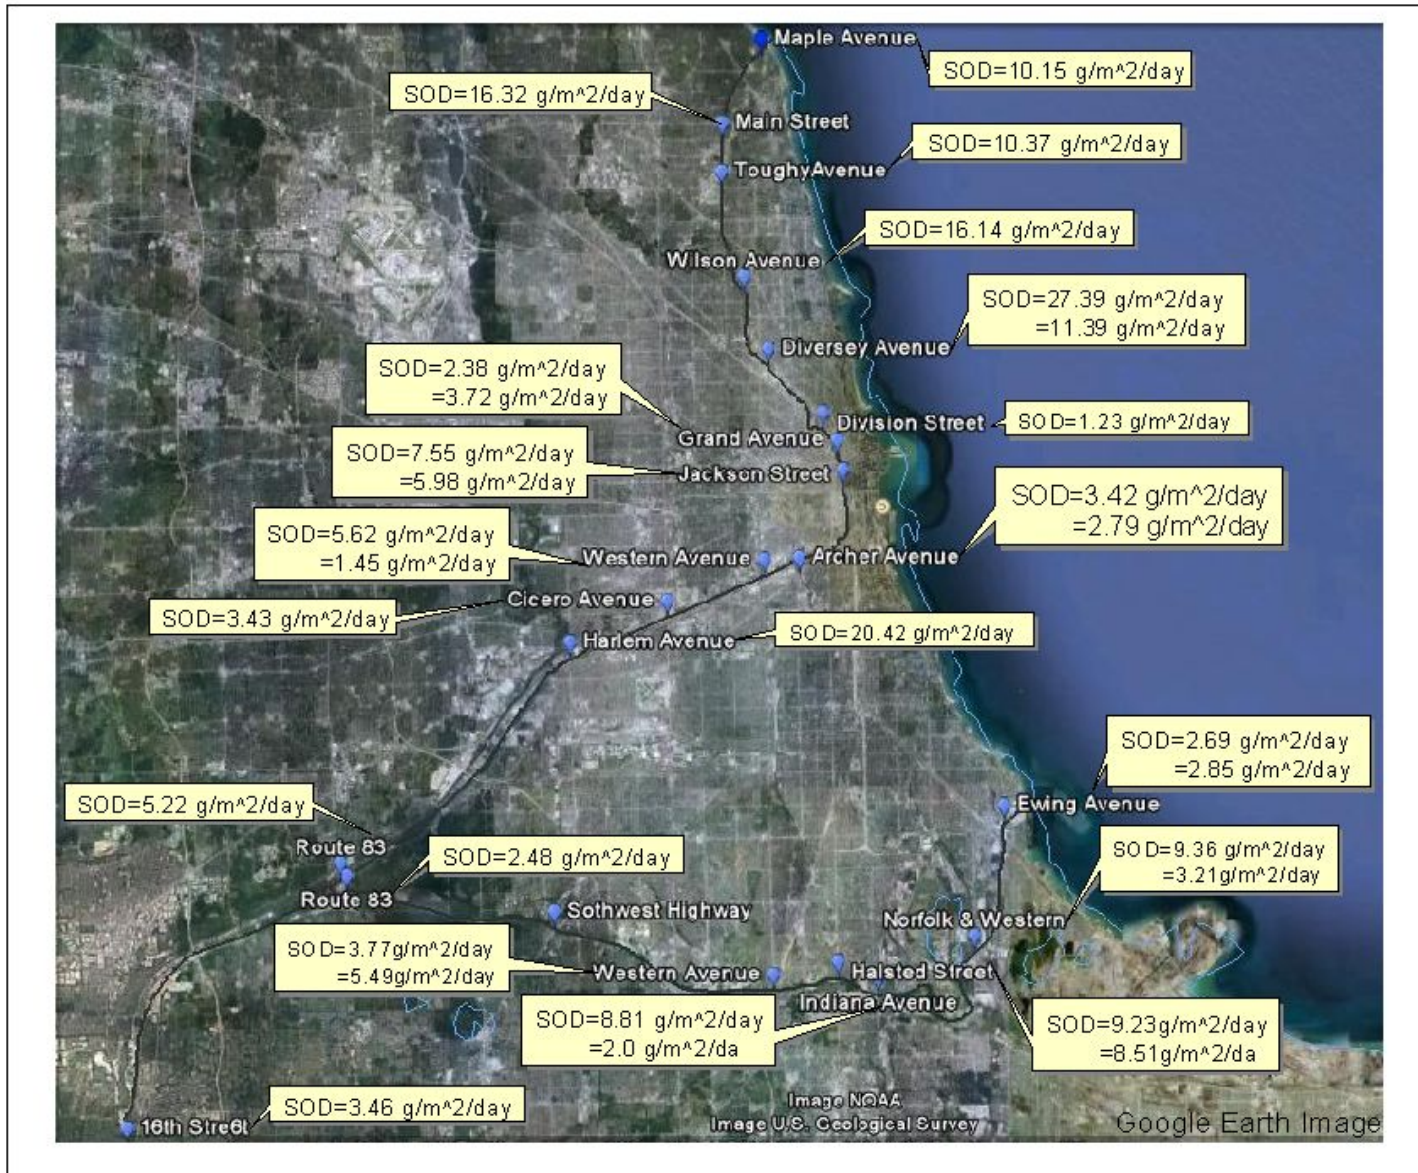 Maple Avenue
SOD=10.15 g/m^2/day
SOD=16.32 g/m^2/day
Main Street
SOD=10.37 g/m^2/day
ToughyAvenue
SOD=16.14 g/m^2/day
Wilson Avenue
SOD=27.39 g/m^2/day
=11.39 g/m^2/day
Diversey Avenue
SOD=2.38 g/m^2/day
=3.72 g/m^2/day
Division Street
SOD=1.23 g/m^2/day
Grand Avenue
SOD=7.55 g/m^2/day
=5.98 g/m^2/day
Jackson Street
SOD=3.42 g/m^2/day
=2.79 g/m^2/day
SOD=5.62 g/m^2/day
=1.45 g/m^2/day
Western Avenue
Archer Avenue
Cicero Avenue
SOD=3.43 g/m^2/day
Harlem Avenue
SOD=20.42 g/m^2/day
SOD=2.69 g/m^2/day
=2.85 g/m^2/day
Ewing Avenue
SOD=5.22 g/m^2/day
Route 83
SOD=2.48 g/m^2/day
SOD=9.36 g/m^2/day
=3.21g/m^2/day
Route 83
Sothwest Highway
Norfolk & Western
SOD=3.77g/m^2/day
=5.49g/m^2/day
Western Avenue
Halsted Street
Indiana Avenue
SOD=8.81 g/m^2/day
=2.0 g/m^2/da
SOD=9.23g/m^2/day
=8.51g/m^2/da
SOD=3.46 g/m^2/day
16th Stre6t
Image NOAA
Image U.S. Geological Survey
Google Earth Image